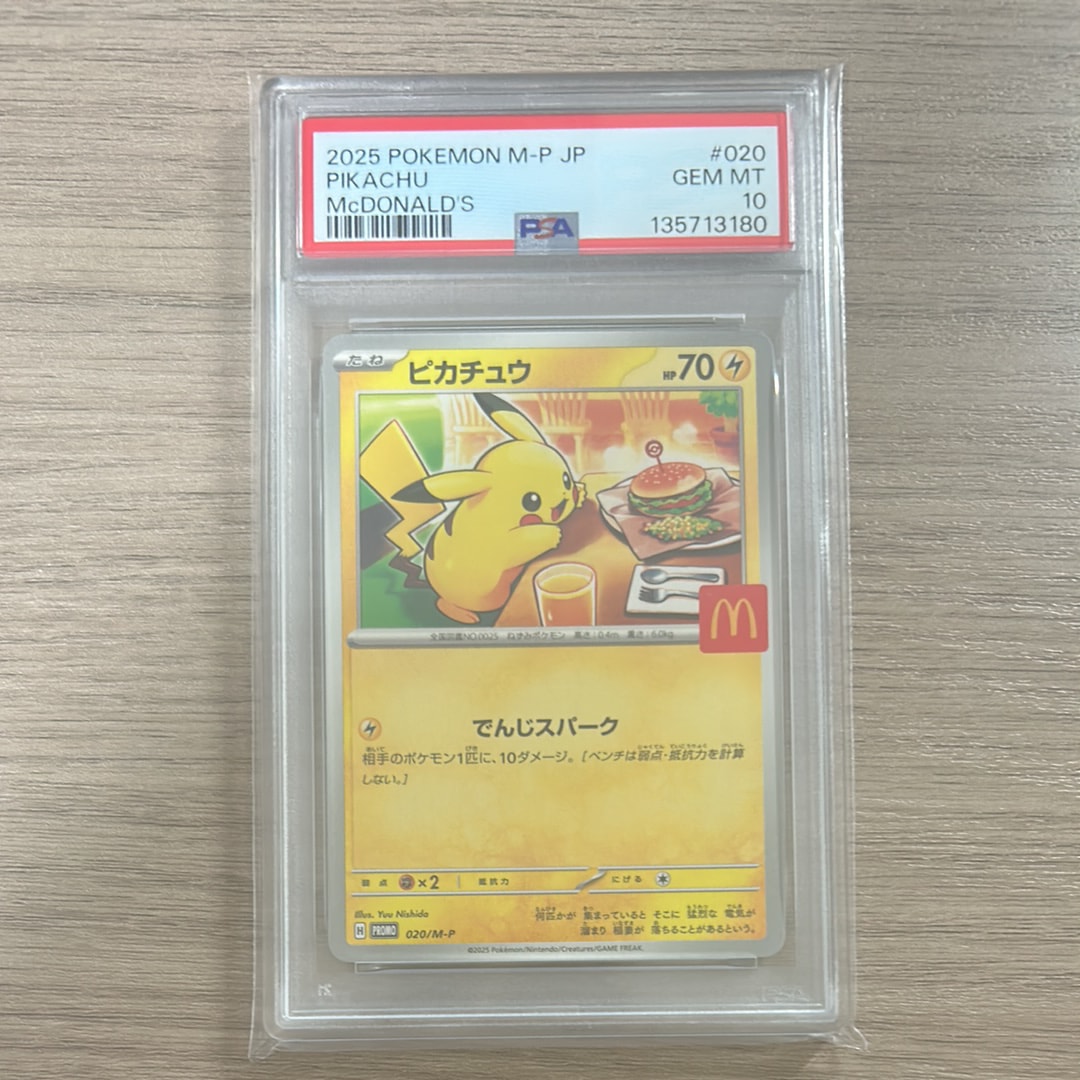 2025 POKEMON M-P JP #020
PIKACHU GEM MT
McDONALD'S 10
PSA 135713180
たね ピカチュウ HP70
全国図鑑NO.0025 ねずみポケモン 高さ:0.4m 重さ:6.0kg
でんじスパーク
相手のポケモン1匹に、10ダメージ。[ベンチは弱点・抵抗力を計算
しない。]
弱点 ×2 抵抗力 にげる
Illus. Yuu Nishida
何匹かが 集まっていると そこに 猛烈な 電気が
溜まり 稲妻が 落ちることがあるという。
H PROMO 020/M-P
©2025 Pokémon/Nintendo/Creatures/GAME FREAK.